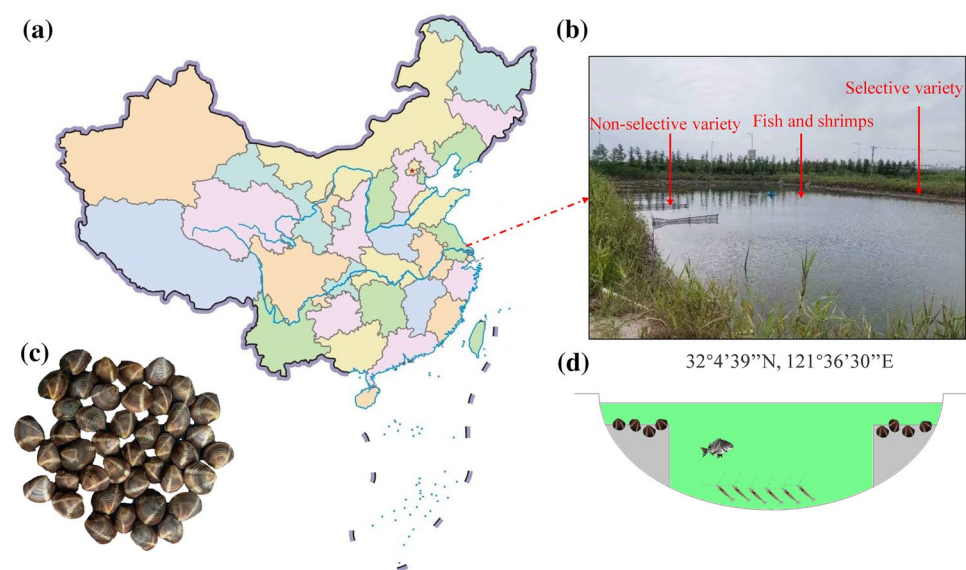 (a)
(b)
Selective variety
Non-selective variety
Fish and shrimps
32°4’39”N, 121°36’30”E
(c)
(d)